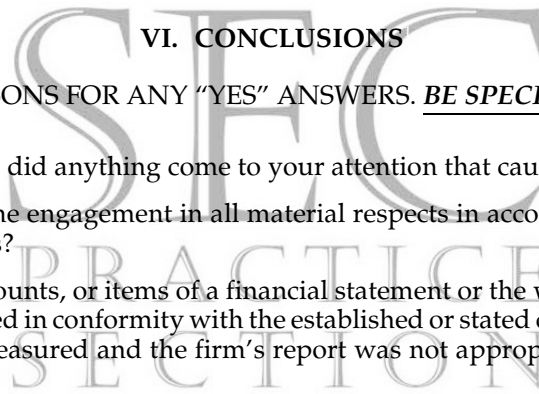 VI. CONCLUSIONS
ONS FOR ANY “YES” ANSWERS. BE SPECI
did anything come to your attention that cau
ne engagement in all material respects in acco
s?
ounts, or items of a financial statement or the w
ed in conformity with the established or stated c
easured and the firm’s report was not approp
SEC
PRACTICE
SECTION